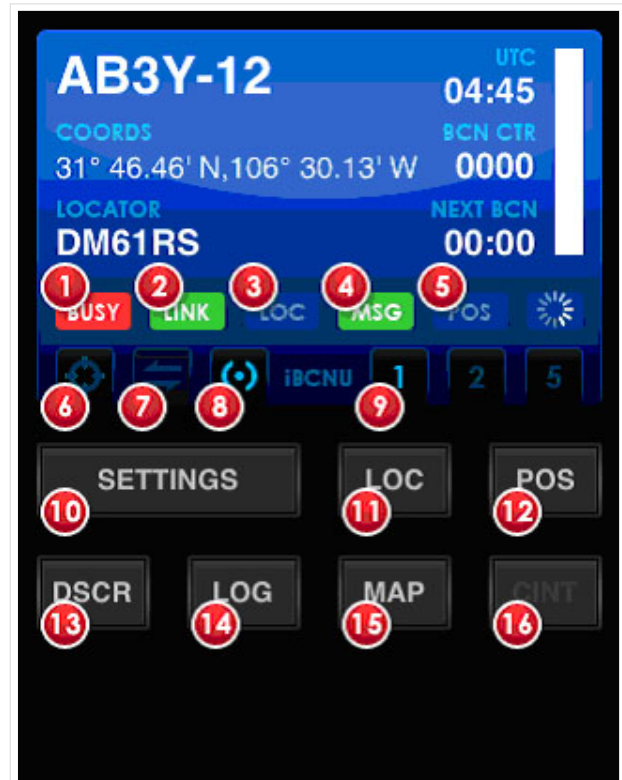 AB3Y-12
UTC
04:45
COORDS
BCN CTR
31° 46.46' N,106° 30.13' W
0000
LOCATOR
NEXT BCN
DM61RS
00:00
1 2 3 4 5
BUSY LINK LOC MSG POS
iBCNU 1 2 5
6 7 8 9
SETTINGS LOC POS
10 11 12
DSCR LOG MAP CINT
13 14 15 16